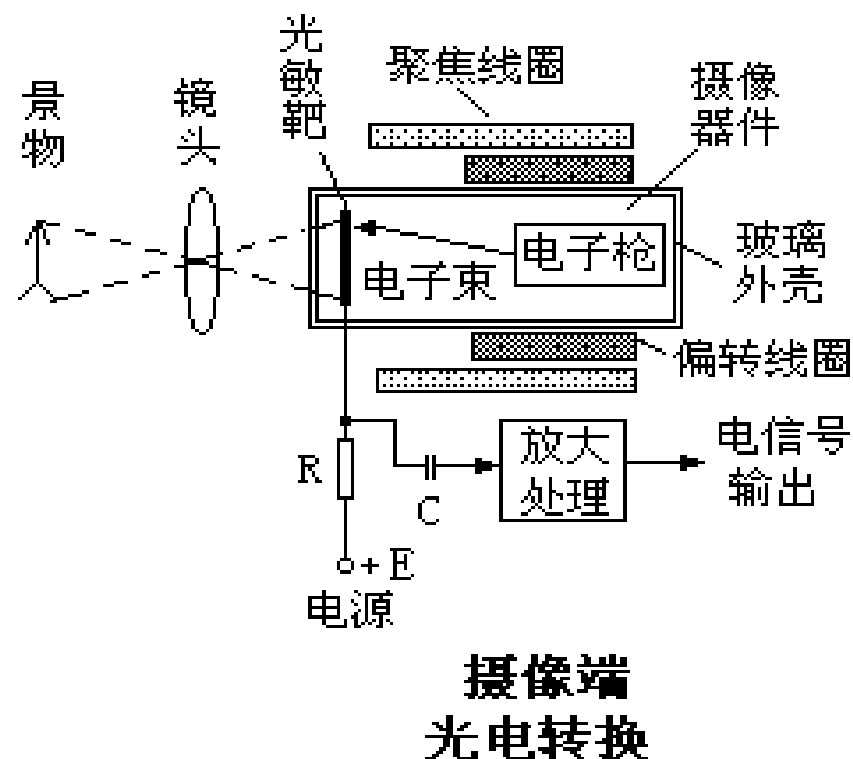 光敏靶
聚焦线圈
景物
镜头
摄像
器件
电子枪
电子束
玻璃
外壳
偏转线圈
R
C
放大
处理
电信号
输出
+ E
电源
摄像端
光电转换